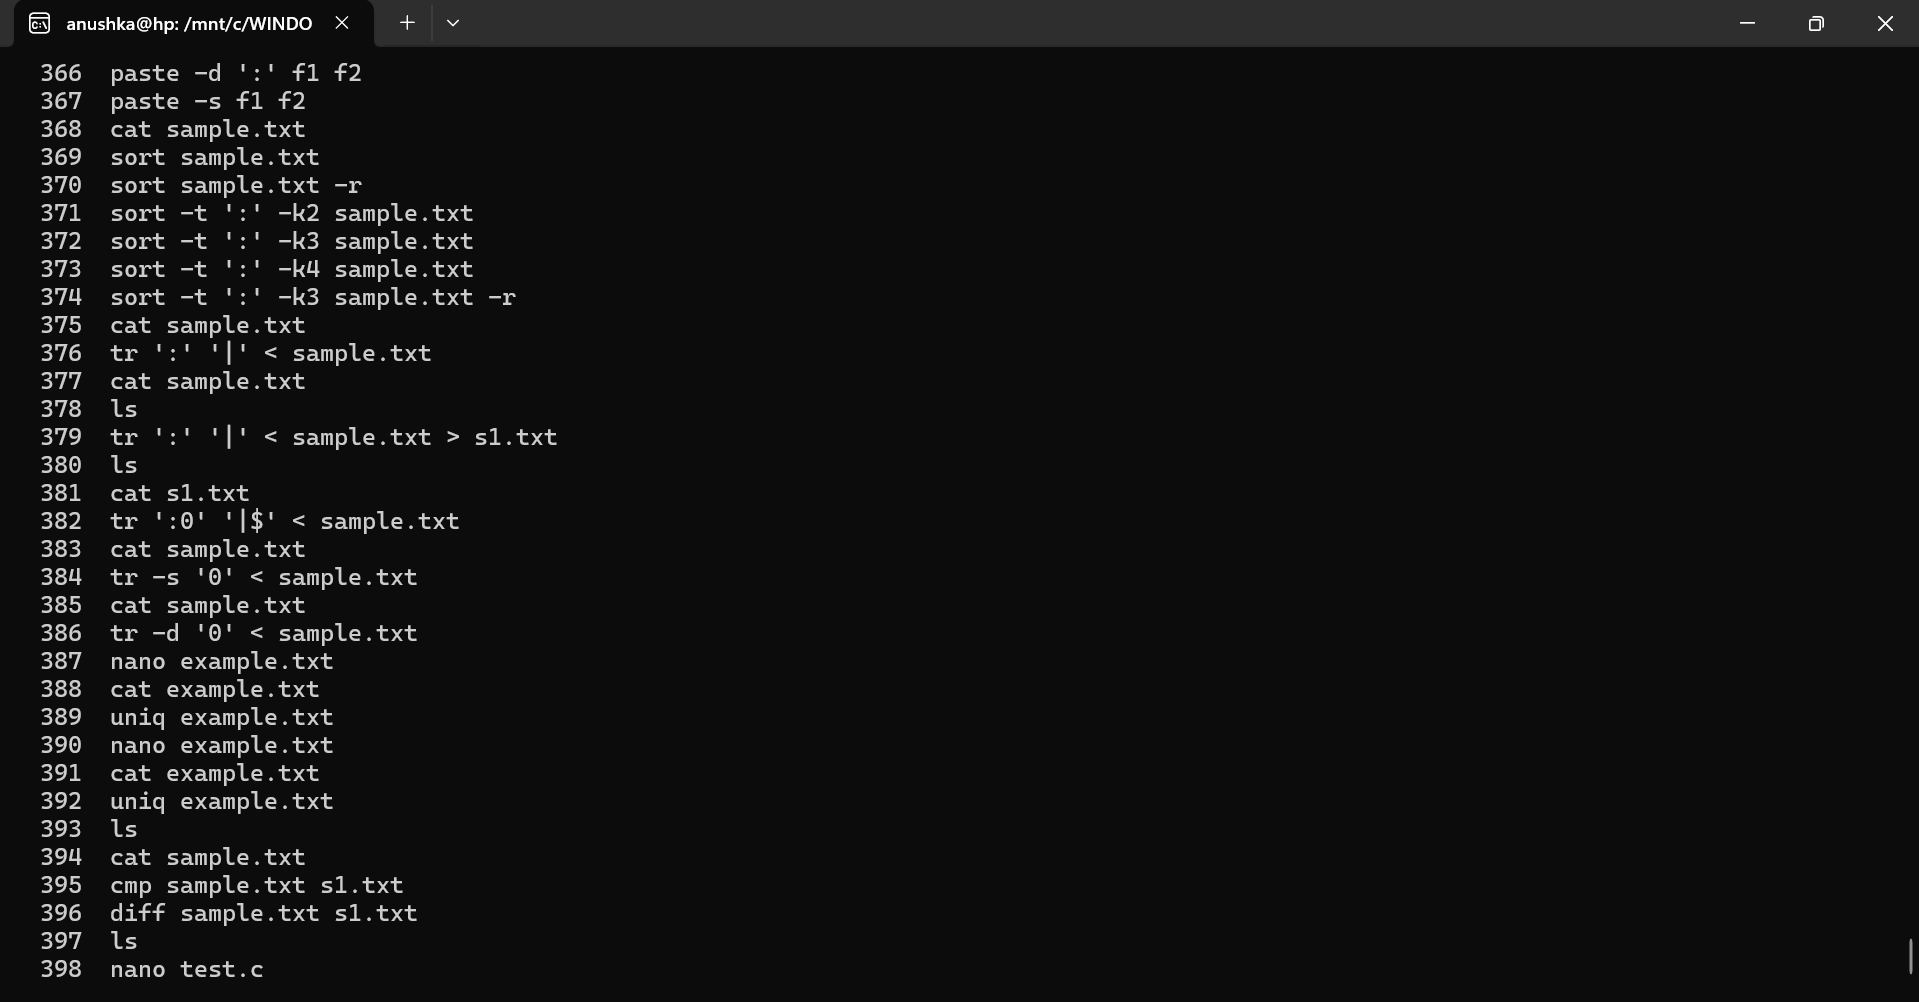 anushka@hp: /mnt/c/WINDO
366 paste -d ':' f1 f2
367 paste -s f1 f2
368 cat sample.txt
369 sort sample.txt
370 sort sample.txt -r
371 sort -t ':' -k2 sample.txt
372 sort -t ':' -k3 sample.txt
373 sort -t ':' -k4 sample.txt
374 sort -t ':' -k3 sample.txt -r
375 cat sample.txt
376 tr ':' '|' < sample.txt
377 cat sample.txt
378 ls
379 tr ':' '|' < sample.txt > s1.txt
380 ls
381 cat s1.txt
382 tr ':0' '|$' < sample.txt
383 cat sample.txt
384 tr -s '0' < sample.txt
385 cat sample.txt
386 tr -d '0' < sample.txt
387 nano example.txt
388 cat example.txt
389 uniq example.txt
390 nano example.txt
391 cat example.txt
392 uniq example.txt
393 ls
394 cat sample.txt
395 cmp sample.txt s1.txt
396 diff sample.txt s1.txt
397 ls
398 nano test.c